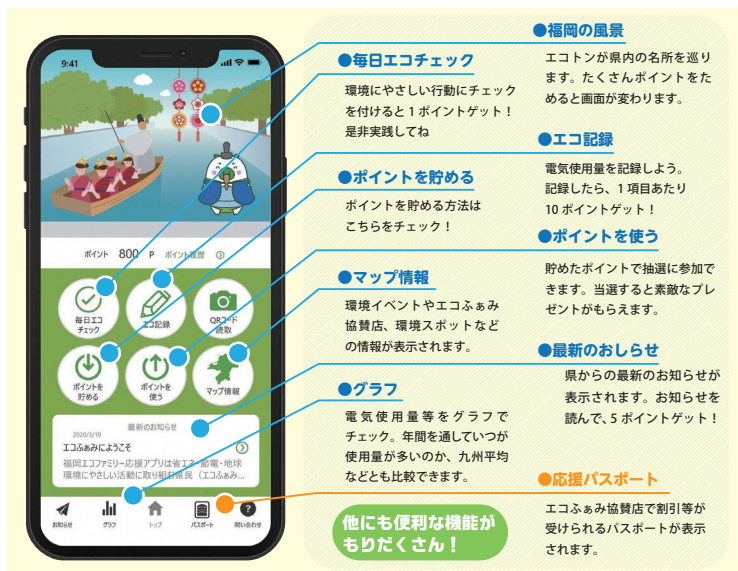 9:41
ポイント 800 P ポイント履歴
毎日エコ
チェック
エコ記録
QRコード
読取
ポイントを
貯める
ポイントを
使う
マップ情報
最新のお知らせ
2020/3/10
エコふぁみにようこそ
福岡エコファミリー応援アプリは省エネ・節電・地球
環境にやさしい活動に取り組む県民（エコふぁみ...
お知らせ
グラフ
トップ
パスポート
問い合わせ
●毎日エコチェック
環境にやさしい行動にチェック
を付けると1ポイントゲット！
是非実践してね
●ポイントを貯める
ポイントを貯める方法は
こちらをチェック！
●マップ情報
環境イベントやエコふぁみ
協賛店、環境スポットなど
の情報が表示されます。
●グラフ
電気使用量等をグラフで
チェック。年間を通していつが
使用量が多いのか、九州平均
などとも比較できます。
他にも便利な機能が
もりだくさん！
●福岡の風景
エコトンが県内の名所を巡り
ます。たくさんポイントをた
めると画面が変わります。
●エコ記録
電気使用量を記録しよう。
記録したら、1項目あたり
10ポイントゲット！
●ポイントを使う
貯めたポイントで抽選に参加で
きます。当選すると素敵なプレ
ゼントがもらえます。
●最新のおしらせ
県からの最新のお知らせが
表示されます。お知らせを
読んで、5ポイントゲット！
●応援パスポート
エコふぁみ協賛店で割引等が
受けられるパスポートが表示
されます。